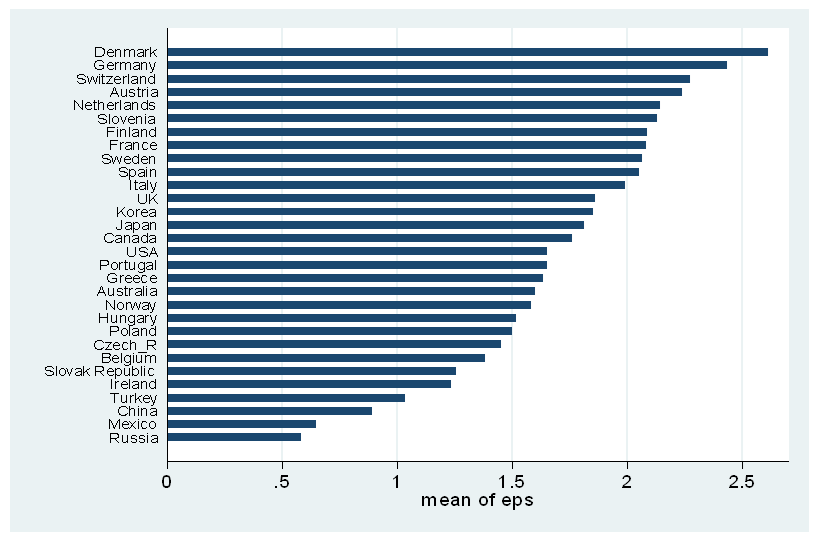 Denmark
Germany
Switzerland
Austria
Netherlands
Slovenia
Finland
France
Sweden
Spain
Italy
UK
Korea
Japan
Canada
USA
Portugal
Greece
Australia
Norway
Hungary
Poland
Czech_R
Belgium
Slovak Republic
Ireland
Turkey
China
Mexico
Russia
0 .5 1 1.5 2 2.5
mean of eps